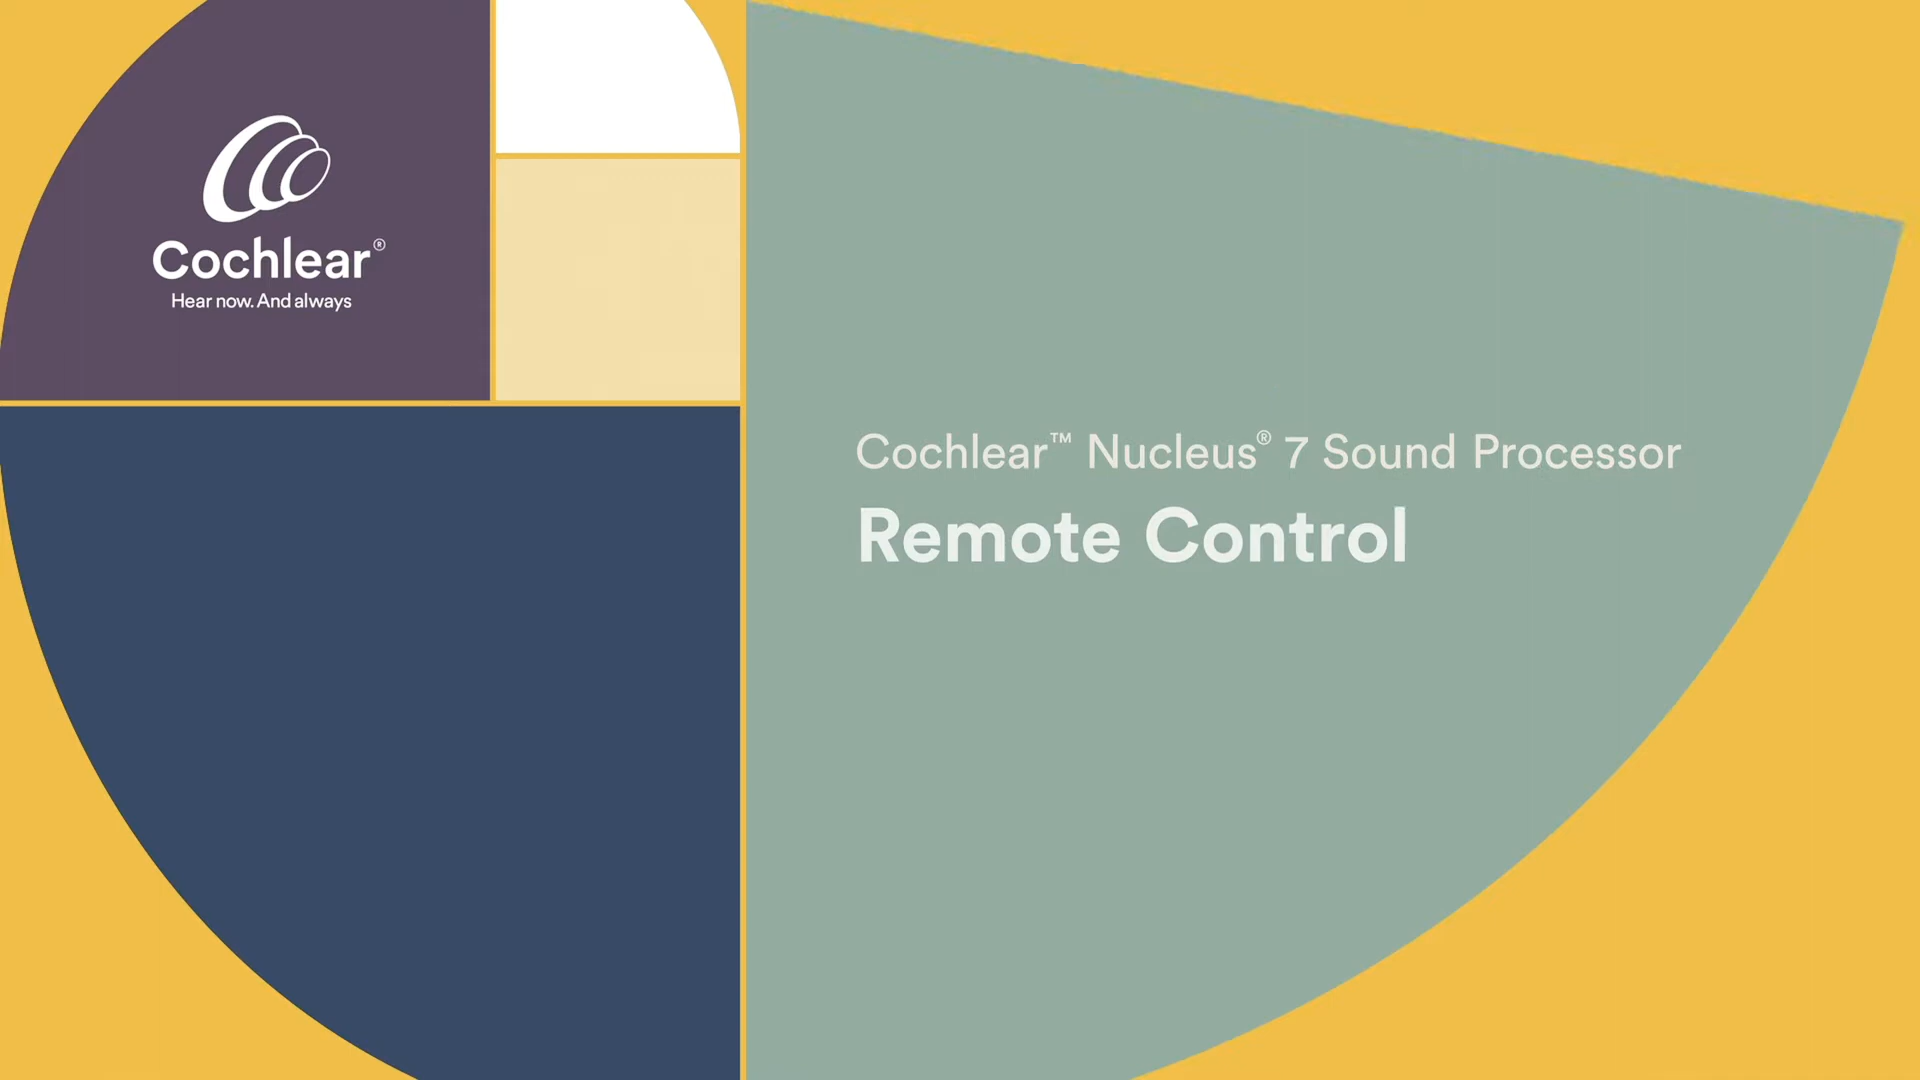 Cochlear®
Hear now. And always
Cochlear™ Nucleus® 7 Sound Processor
Remote Control